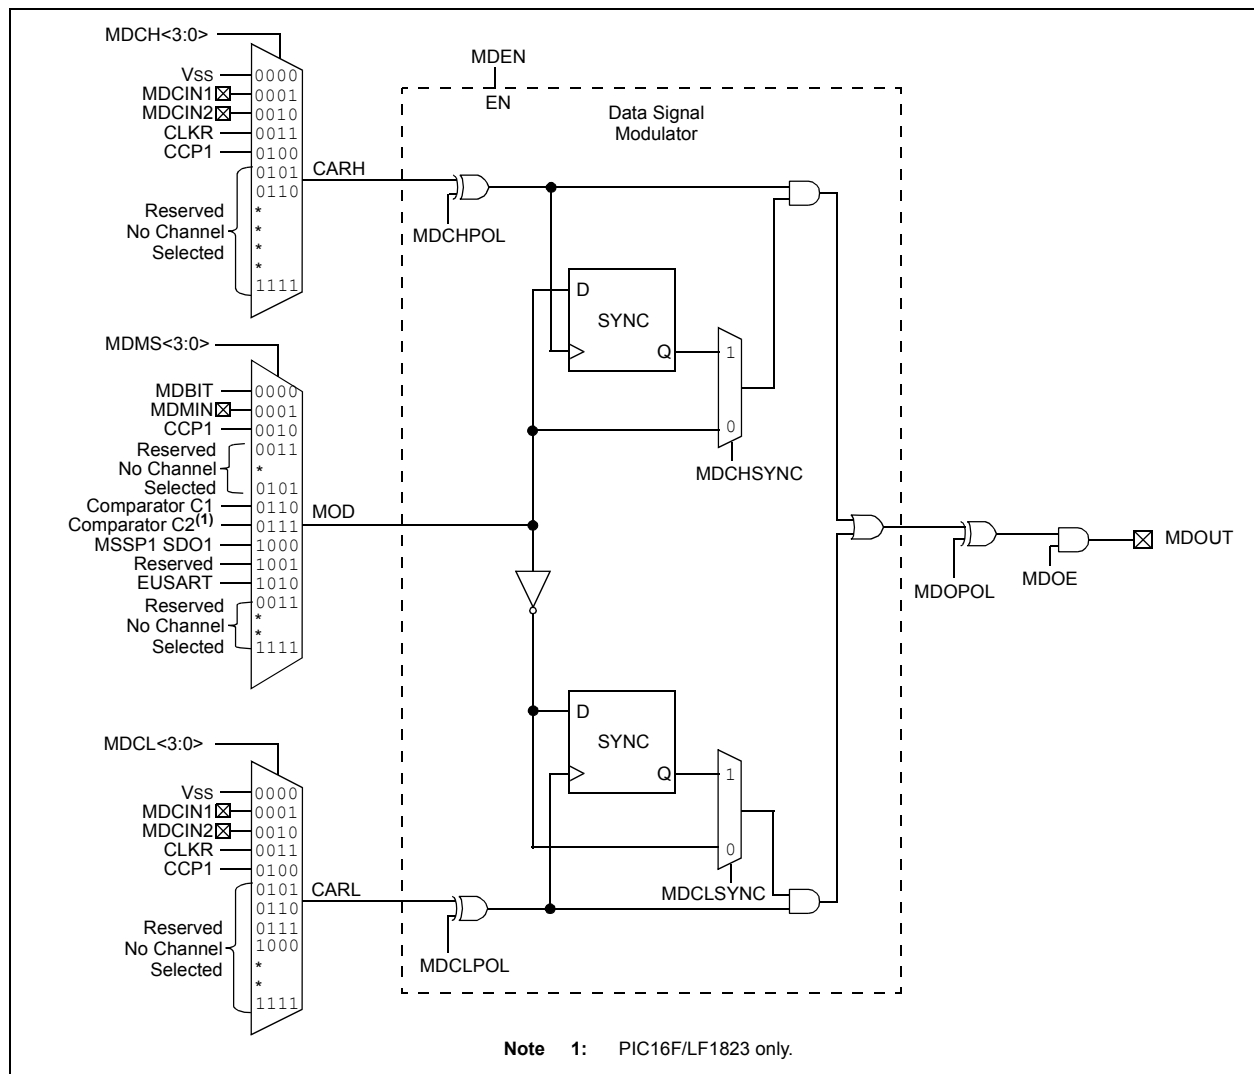 MDCH<3:0>
VSS 0000
MDCIN1 0001
MDCIN2 0010
CLKR 0011
CCP1 0100
0101
0110
Reserved
No Channel
Selected
*
*
*
*
1111
CARH
MDCHPOL
MDEN
EN
Data Signal
Modulator
D
SYNC
Q
1
0
MDCHSYNC
MDMS<3:0>
MDBIT 0000
MDMIN 0001
CCP1 0010
Reserved 0011
No Channel *
Selected 0101
Comparator C1 0110
Comparator C2(1) 0111
MSSP1 SDO1 1000
Reserved 1001
EUSART 1010
Reserved 0011
No Channel *
*
Selected 1111
MOD
MDOPOL
MDOE
MDOUT
D
SYNC
Q
1
0
MDCLSYNC
MDCL<3:0>
VSS 0000
MDCIN1 0001
MDCIN2 0010
CLKR 0011
CCP1 0100
0101
0110
Reserved 0111
No Channel 1000
Selected *
*
1111
CARL
MDCLPOL
Note 1: PIC16F/LF1823 only.